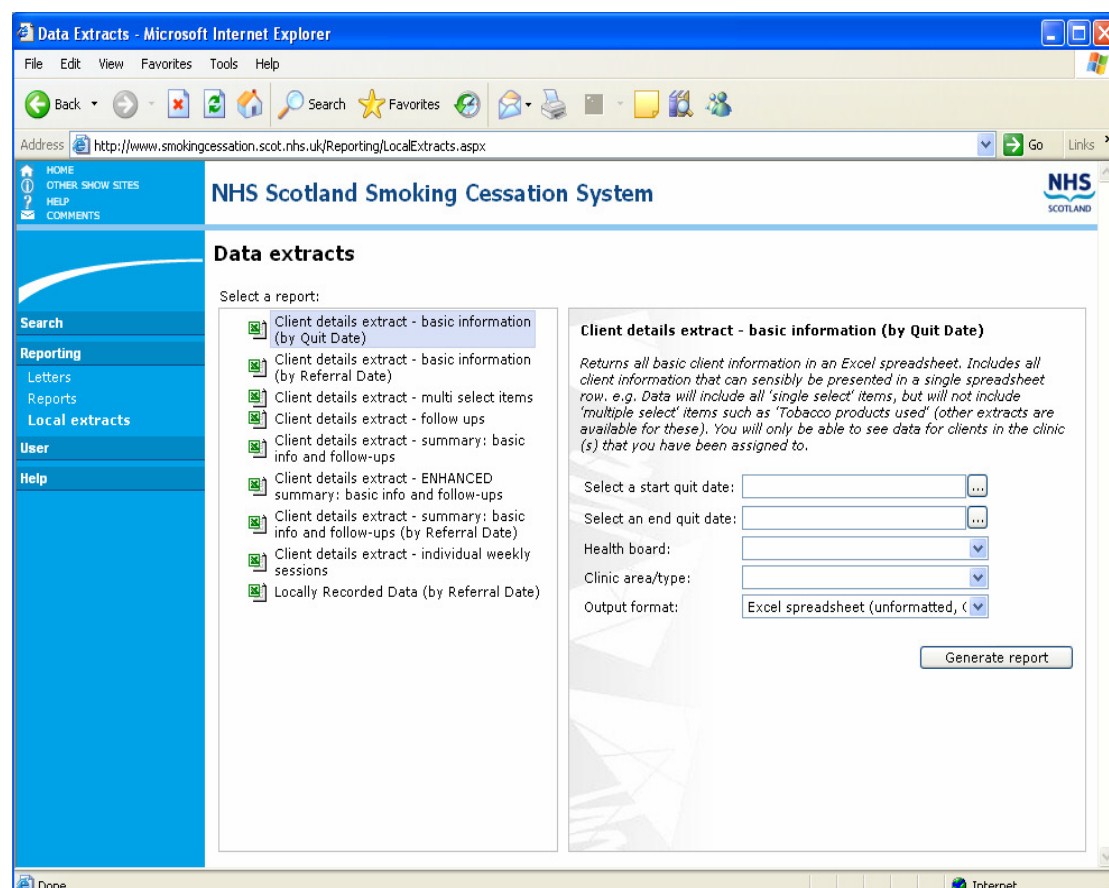 Data Extracts - Microsoft Internet Explorer
File Edit View Favorites Tools Help
Back Search Favorites
Address http://www.smokingcessation.scot.nhs.uk/Reporting/LocalExtracts.aspx Go Links
HOME
OTHER SHOW SITES
HELP
COMMENTS
NHS Scotland Smoking Cessation System
NHS
SCOTLAND
Search
Reporting
Letters
Reports
Local extracts
User
Help
Data extracts
Select a report:
Client details extract - basic information
(by Quit Date)
Client details extract - basic information
(by Referral Date)
Client details extract - multi select items
Client details extract - follow ups
Client details extract - summary: basic
info and follow-ups
Client details extract - ENHANCED
summary: basic info and follow-ups
Client details extract - summary: basic
info and follow-ups (by Referral Date)
Client details extract - individual weekly
sessions
Locally Recorded Data (by Referral Date)
Client details extract - basic information (by Quit Date)
Returns all basic client information in an Excel spreadsheet. Includes all
client information that can sensibly be presented in a single spreadsheet
row. e.g. Data will include all 'single select' items, but will not include
'multiple select' items such as 'Tobacco products used' (other extracts are
available for these). You will only be able to see data for clients in the clinic
(s) that you have been assigned to.
Select a start quit date: ...
Select an end quit date: ...
Health board:
Clinic area/type:
Output format: Excel spreadsheet (unformatted, (
Generate report
Done Internet